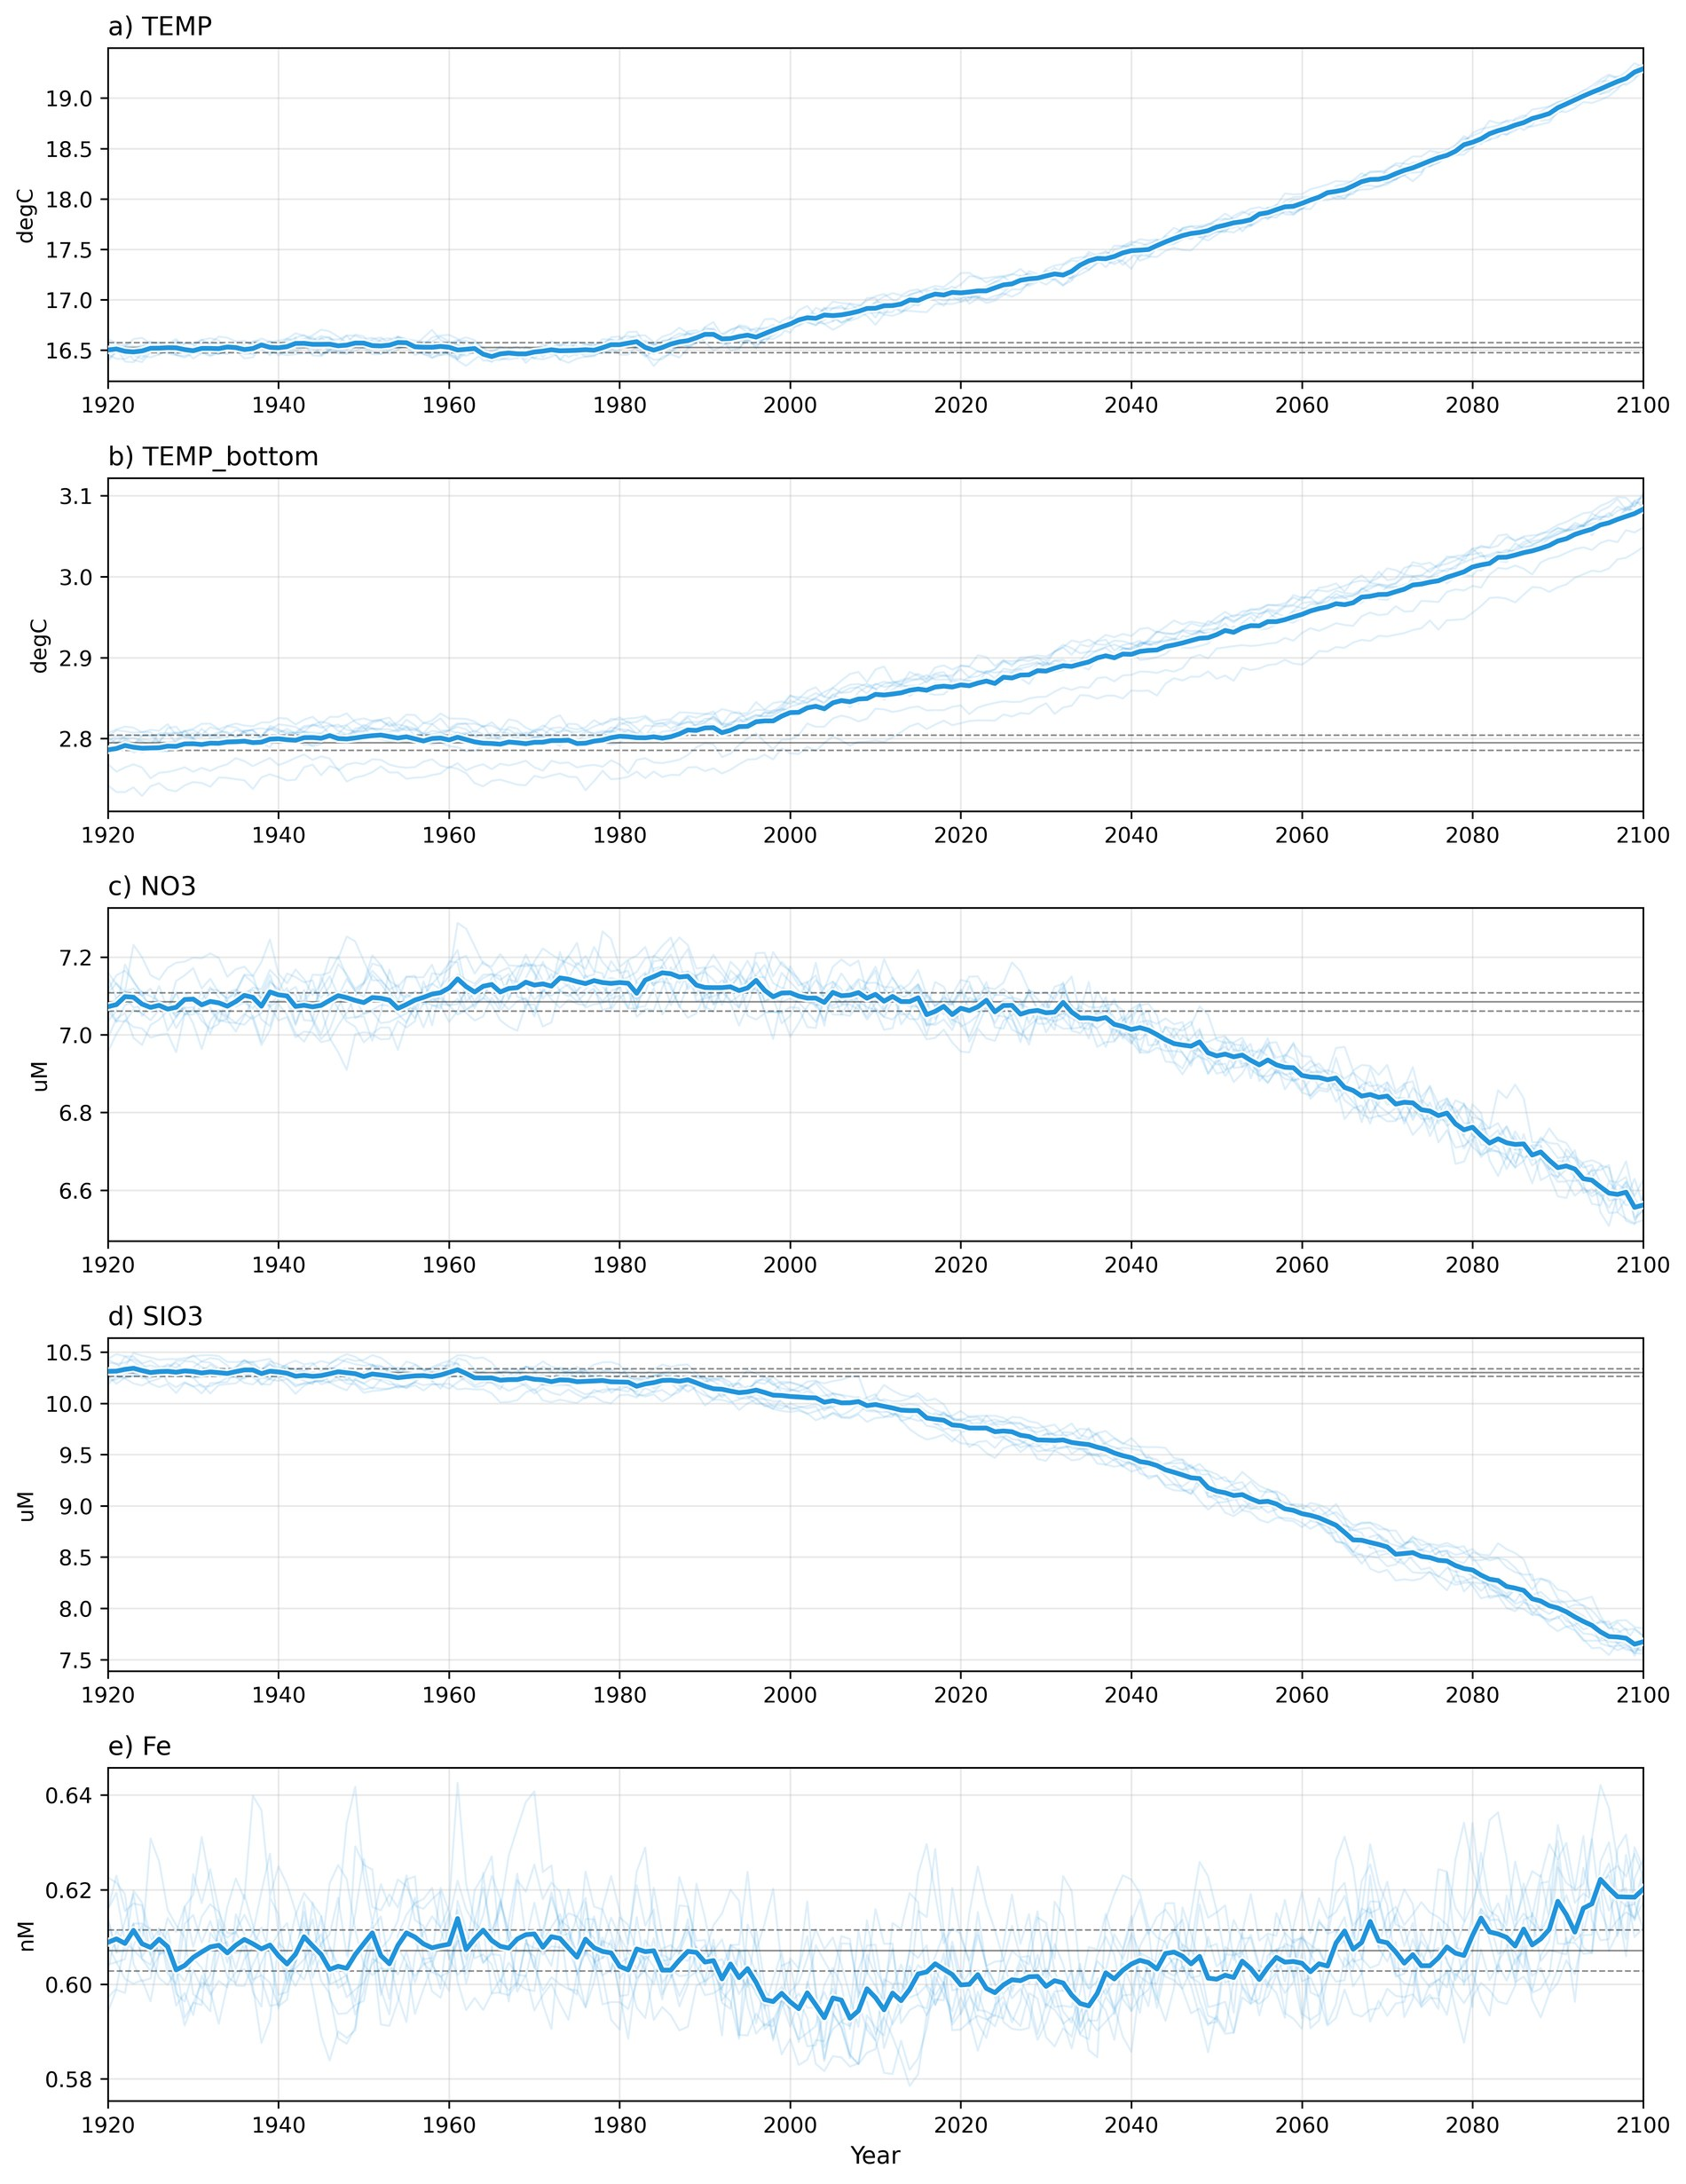 a) TEMP
19.0
18.5
18.0
17.5
17.0
16.5
degC
1920 1940 1960 1980 2000 2020 2040 2060 2080 2100
b) TEMP_bottom
3.1
3.0
2.9
2.8
degC
1920 1940 1960 1980 2000 2020 2040 2060 2080 2100
c) NO3
7.2
7.0
6.8
6.6
uM
1920 1940 1960 1980 2000 2020 2040 2060 2080 2100
d) SIO3
10.5
10.0
9.5
9.0
8.5
8.0
7.5
uM
1920 1940 1960 1980 2000 2020 2040 2060 2080 2100
e) Fe
0.64
0.62
0.60
0.58
nM
1920 1940 1960 1980 2000 2020 2040 2060 2080 2100
Year